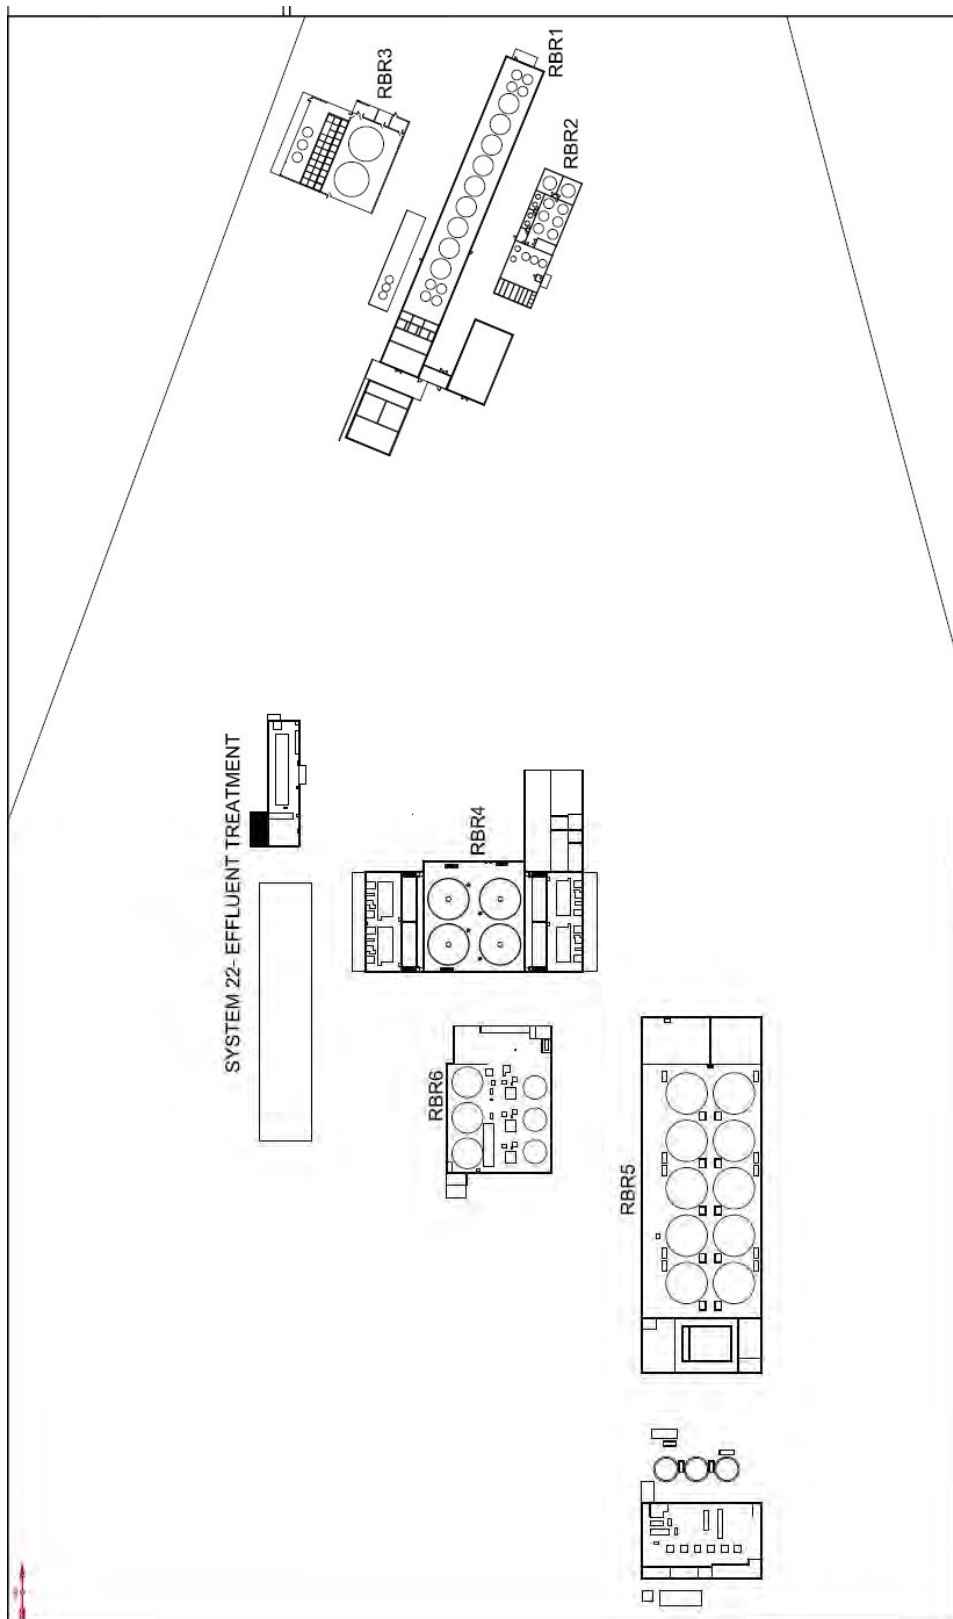 RBR3
RBR1
RBR2
SYSTEM 22- EFFLUENT TREATMENT
RBR4
RBR6
RBR5